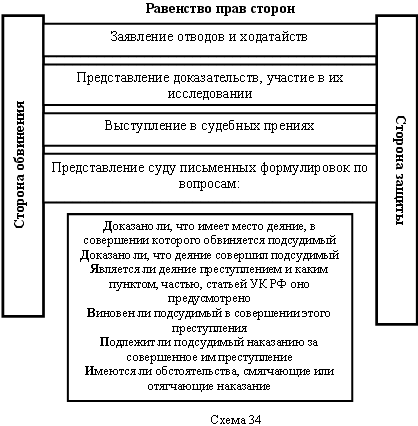 Равенство прав сторон
Сторона обвинения
Заявление отводов и ходатайств
Представление доказательств, участие в их
исследовании
Выступление в судебных прениях
Представление суду письменных формулировок по
вопросам:
Сторона защиты
Доказано ли, что имеет место деяние, в
совершении которого обвиняется подсудимый
Доказано ли, что деяние совершил подсудимый
Является ли деяние преступлением и каким
пунктом, частью, статьей УК РФ оно
предусмотрено
Виновен ли подсудимый в совершении этого
преступления
Подлежит ли подсудимый наказанию за
совершенное им преступление
Имеются ли обстоятельства, смягчающие или
отягчающие наказание
Схема 34